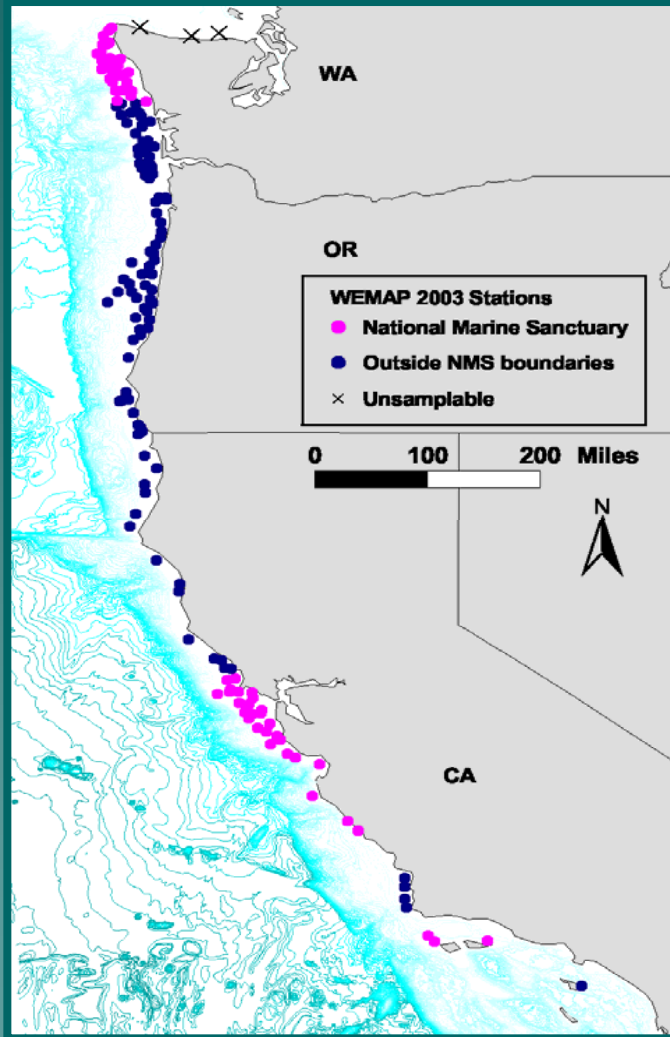 WA
OR
WEMAP 2003 Stations
National Marine Sanctuary
Outside NMS boundaries
Unsamplable
0 100 200 Miles
N
CA